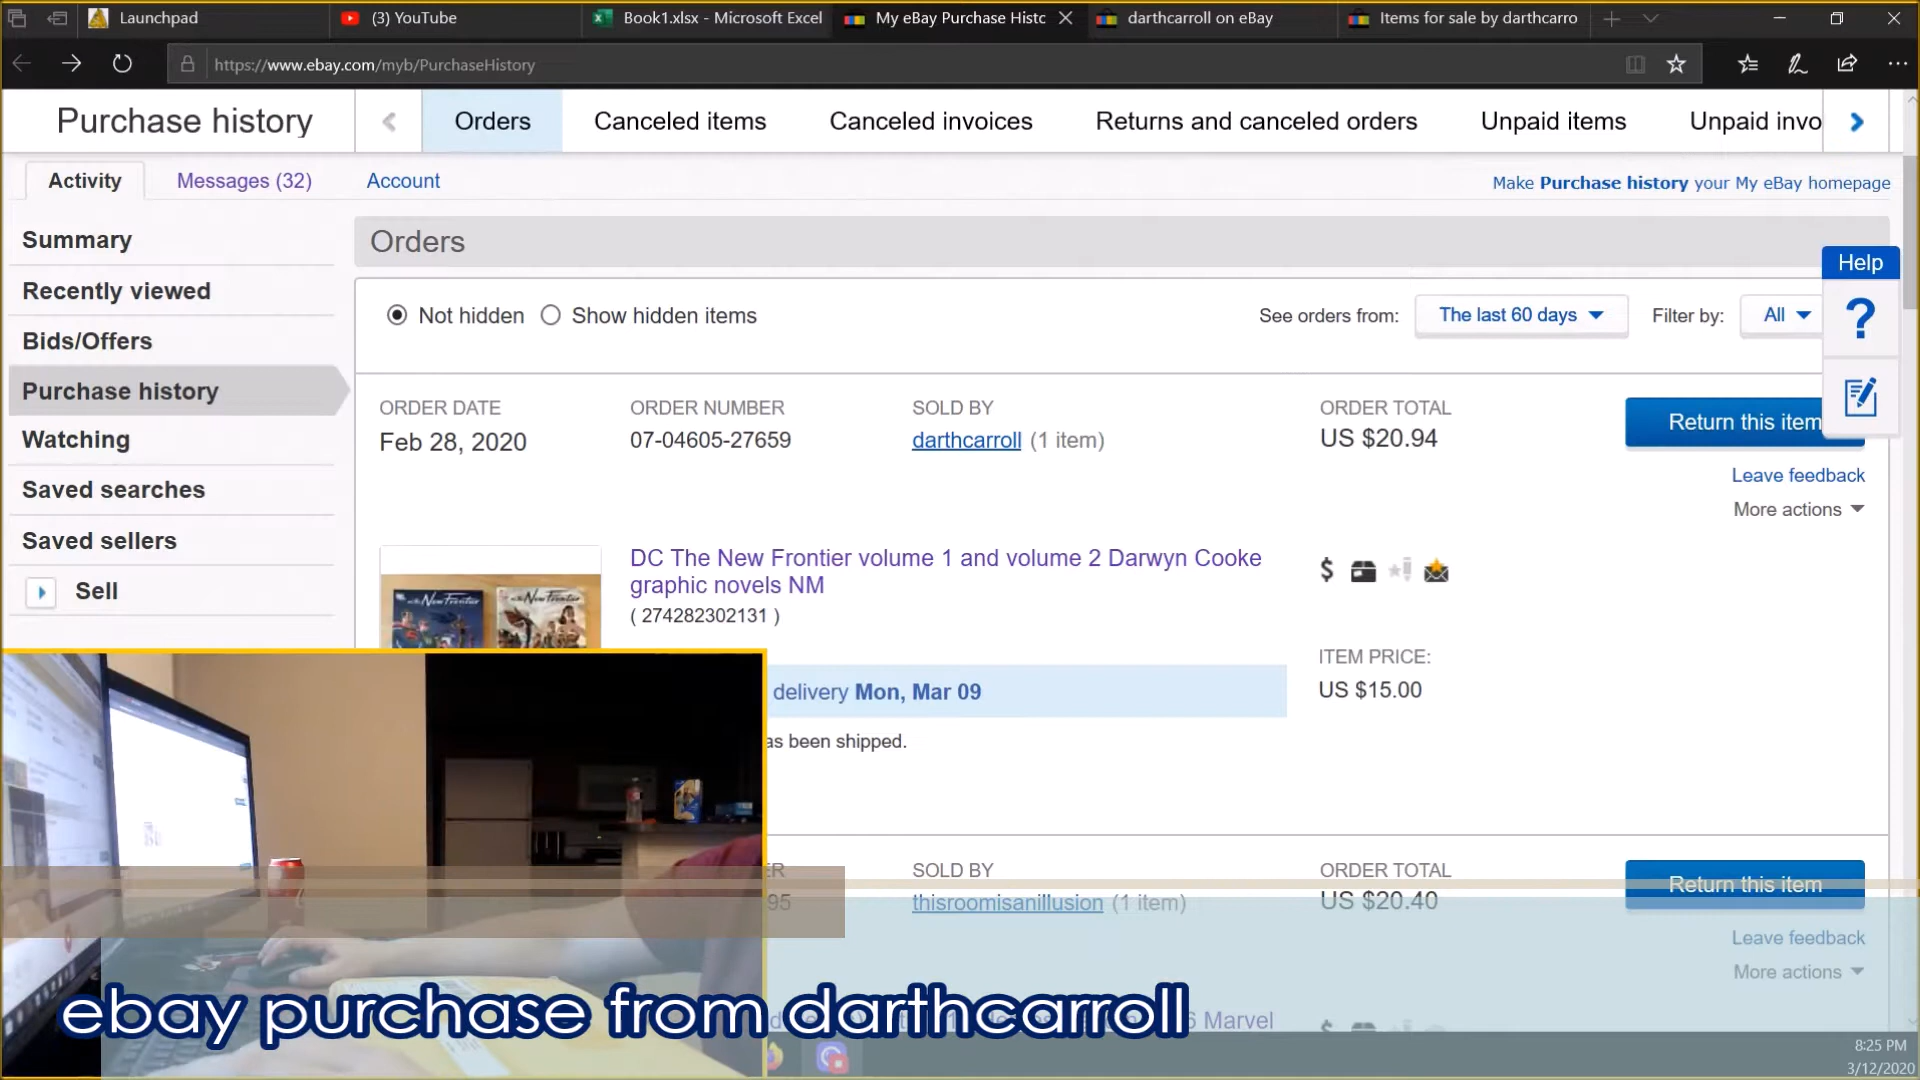 Launchpad
(3) YouTube
Book1.xlsx - Microsoft Excel
My eBay Purchase Histc
darthcarroll on eBay
Items for sale by darthcarro
https://www.ebay.com/myb/PurchaseHistory
Purchase history
Orders
Canceled items
Canceled invoices
Returns and canceled orders
Unpaid items
Unpaid invo
Activity
Messages (32)
Account
Make Purchase history your My eBay homepage
Summary
Recently viewed
Bids/Offers
Purchase history
Watching
Saved searches
Saved sellers
Sell
Orders
Help
?
Not hidden
Show hidden items
See orders from:
The last 60 days
Filter by:
All
ORDER DATE
Feb 28, 2020
ORDER NUMBER
07-04605-27659
SOLD BY
darthcarroll (1 item)
ORDER TOTAL
US $20.94
Return this item
Leave feedback
More actions
DC The New Frontier volume 1 and volume 2 Darwyn Cooke
graphic novels NM
( 274282302131 )
New Frontier
New Frontier
$
ITEM PRICE:
US $15.00
delivery Mon, Mar 09
as been shipped.
ER
95
SOLD BY
thisroomisanillusion (1 item)
ORDER TOTAL
US $20.40
Return this item
Leave feedback
More actions
6 Marvel
ebay purchase from darthcarroll
8:25 PM
3/12/2020